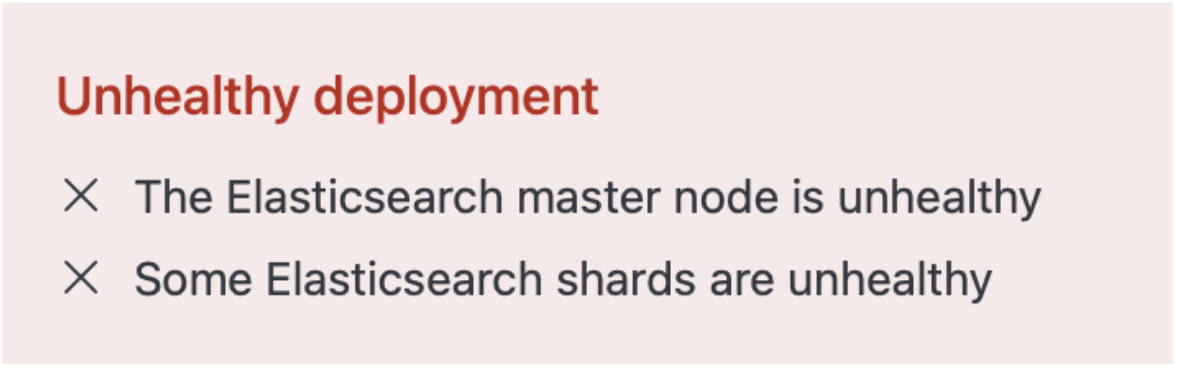 Unhealthy deployment
The Elasticsearch master node is unhealthy
Some Elasticsearch shards are unhealthy